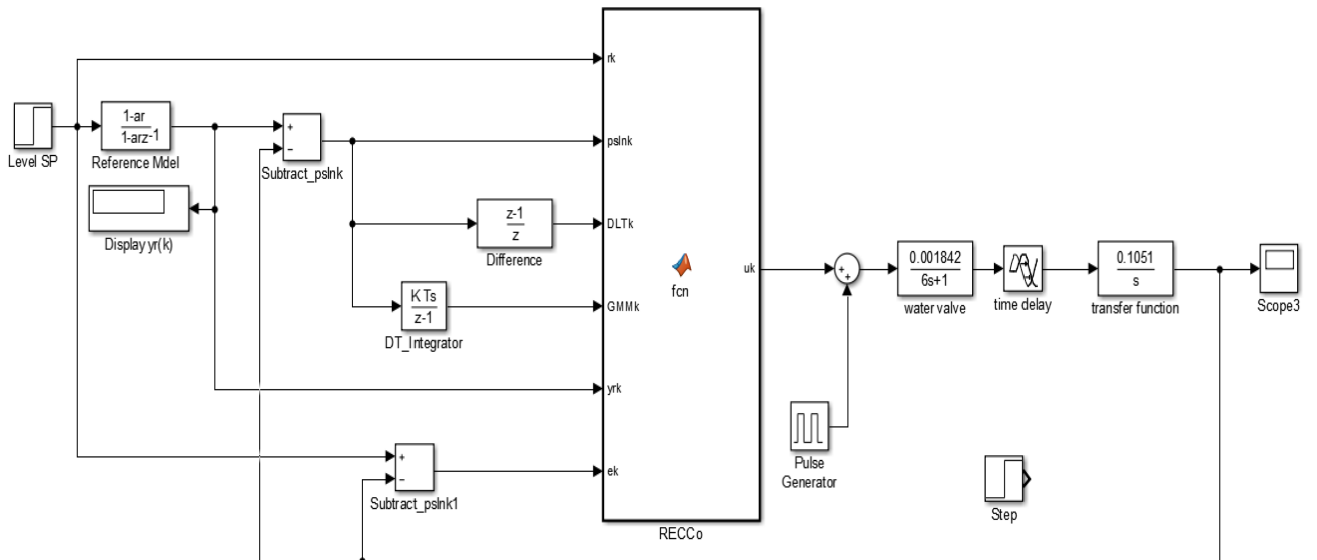 rk
Level SP
1-ar
1-arz-1
Reference Mdel
+
−
Subtract_pslnk
pslnk
Display yr(k)
z-1
z
Difference
DLTk
K Ts
z-1
DT_Integrator
GMMk
yrk
+
−
Subtract_pslnk1
ek
fcn
uk
RECCo
+
+
Pulse
Generator
0.001842
6s+1
water valve
time delay
0.1051
s
transfer function
Scope3
Step